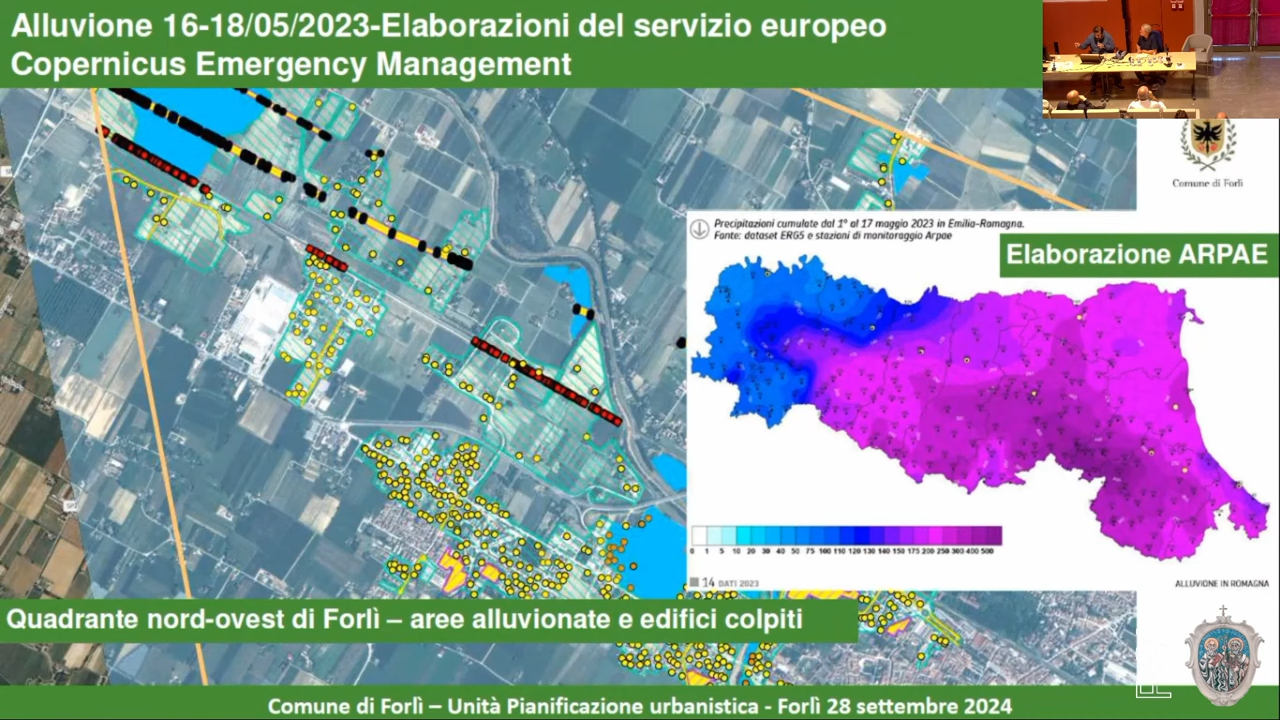 Alluvione 16-18/05/2023-Elaborazioni del servizio europeo
Copernicus Emergency Management
Comune di Forlì
Precipitazioni cumulate dal 1° al 17 maggio 2023 in Emilia-Romagna.
Fonte: dataset ERG5 e stazioni di monitoraggio Arpae
Elaborazione ARPAE
0 1 5 10 20 30 40 50 75 100 110 120 130 140 150 175 200 250 300 400 500
14 DATI 2023
ALLUVIONE IN ROMAGNA
Quadrante nord-ovest di Forlì – aree alluvionate e edifici colpiti
Comune di Forlì – Unità Pianificazione urbanistica - Forlì 28 settembre 2024